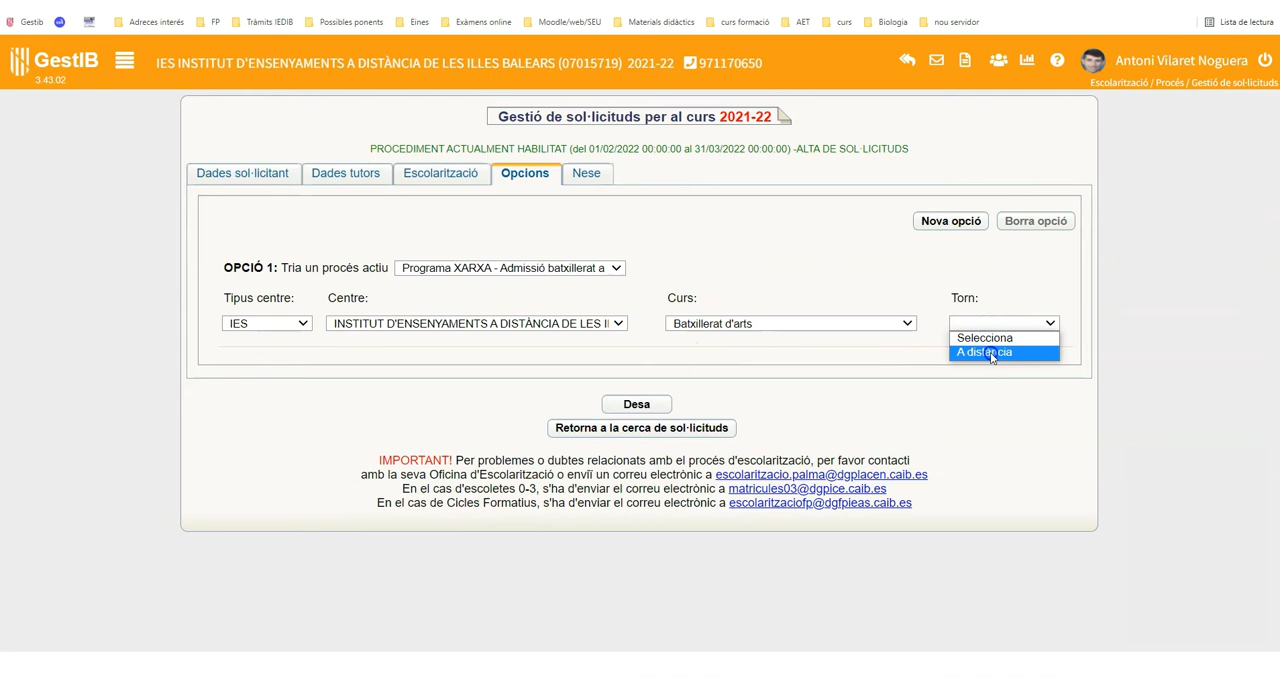 Gestib Adreces interés FP Tràmits IEDIB Possibles ponents Eines Exàmens online Moodle/web/SEU Materials didàctics curs formació AET curs Biologia nou servidor Lista de lectura
GestIB
3.43.02
IES INSTITUT D'ENSENYAMENTS A DISTÀNCIA DE LES ILLES BALEARS (07015719) 2021-22 971170650
Antoni Vilaret Noguera
Escolarització / Procés / Gestió de sol·licituds
Gestió de sol·licituds per al curs 2021-22
PROCEDIMENT ACTUALMENT HABILITAT (del 01/02/2022 00:00:00 al 31/03/2022 00:00:00) -ALTA DE SOL·LICITUDS
Dades sol·licitant Dades tutors Escolarització Opcions Nese
Nova opció Borra opció
OPCIÓ 1: Tria un procés actiu Programa XARXA - Admissió batxillerat a
Tipus centre: Centre: Curs: Torn:
IES INSTITUT D'ENSENYAMENTS A DISTÀNCIA DE LES I Batxillerat d'arts
Selecciona
A distància
Desa
Retorna a la cerca de sol·licituds
IMPORTANT! Per problemes o dubtes relacionats amb el procés d'escolarització, per favor contacti
amb la seva Oficina d'Escolarització o enviï un correu electrònic a escolaritzacio.palma@dgplacen.caib.es
En el cas d'escoletes 0-3, s'ha d'enviar el correu electrònic a matricules03@dgpice.caib.es
En el cas de Cicles Formatius, s'ha d'enviar el correu electrònic a escolaritzaciofp@dgfpieas.caib.es